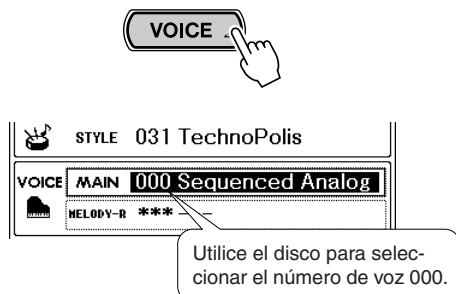 VOICE
STYLE 031 TechnoPolis
VOICE MAIN 000 Sequenced Analog
MELODY-R *** ---
Utilice el disco para selec-
cionar el número de voz 000.